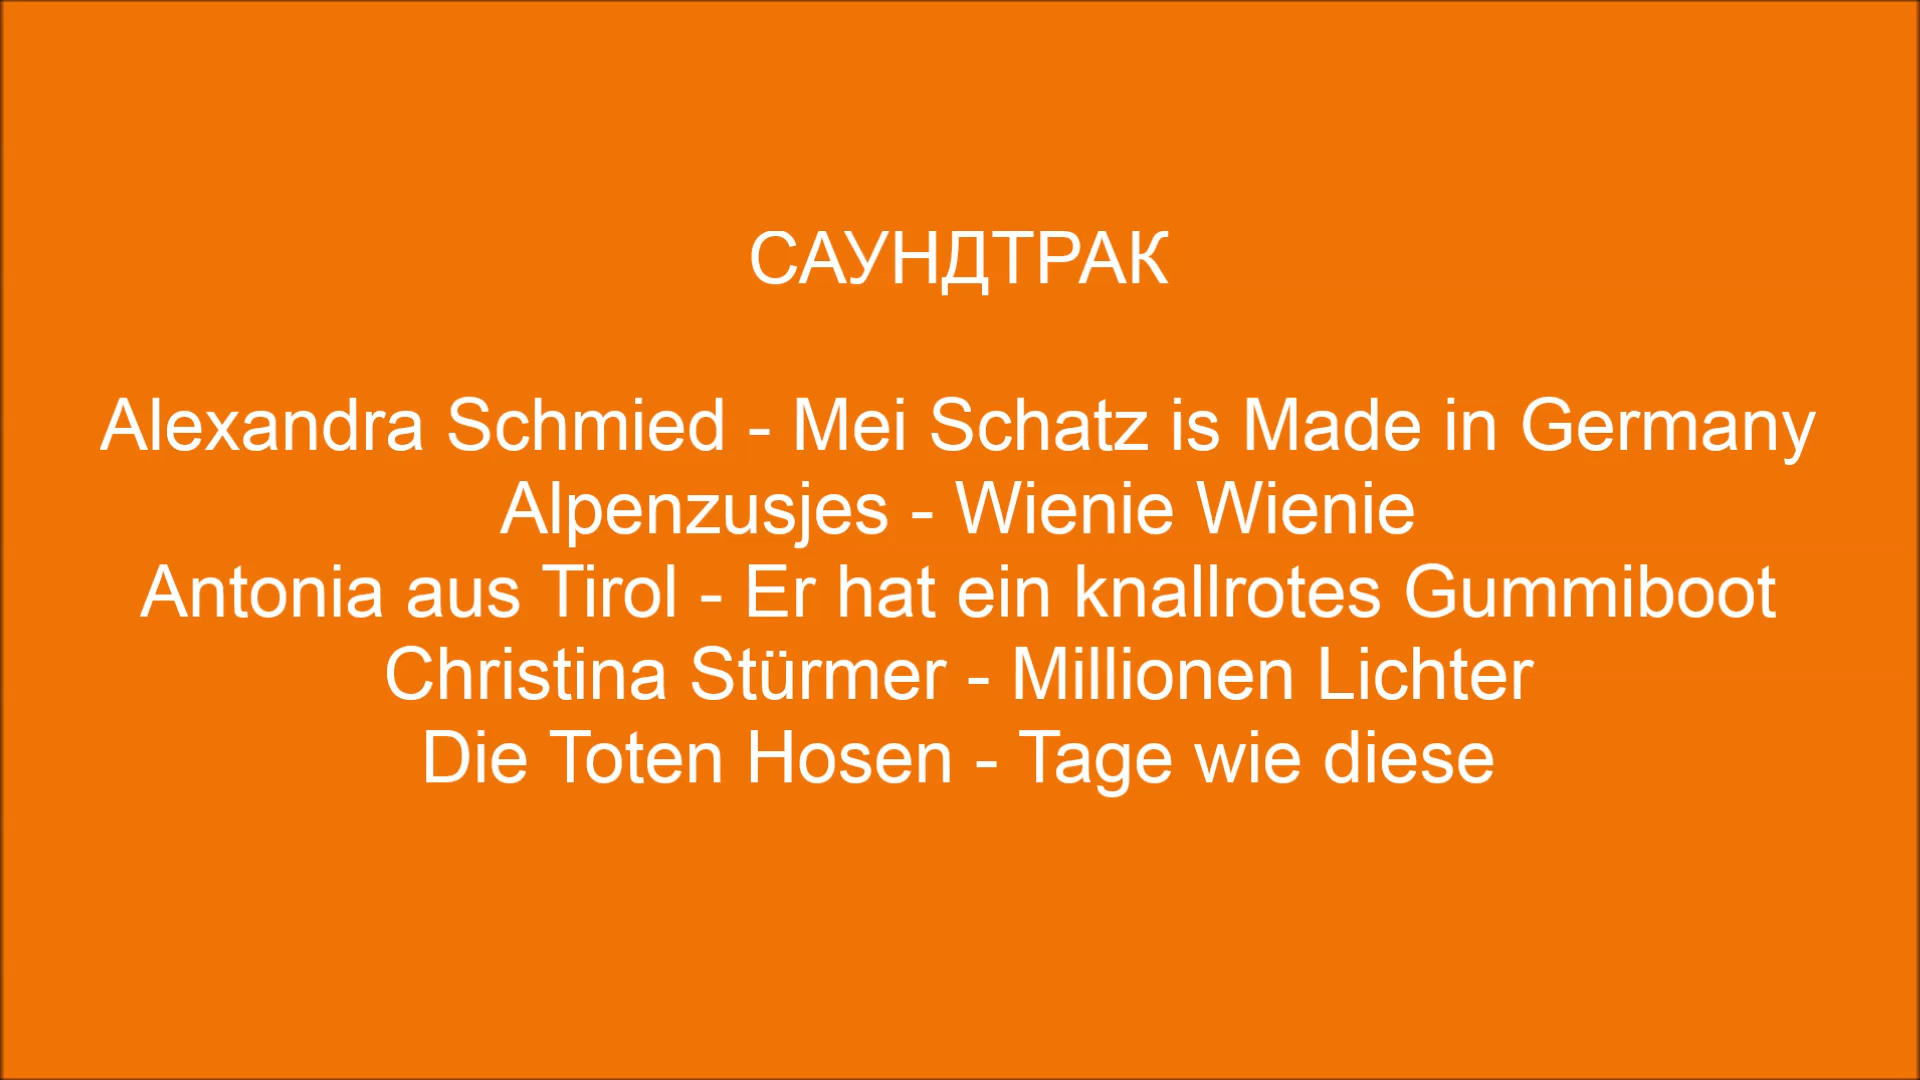 САУНДТРАК
Alexandra Schmied - Mei Schatz is Made in Germany
Alpenzusjes - Wienie Wienie
Antonia aus Tirol - Er hat ein knallrotes Gummiboot
Christina Stürmer - Millionen Lichter
Die Toten Hosen - Tage wie diese